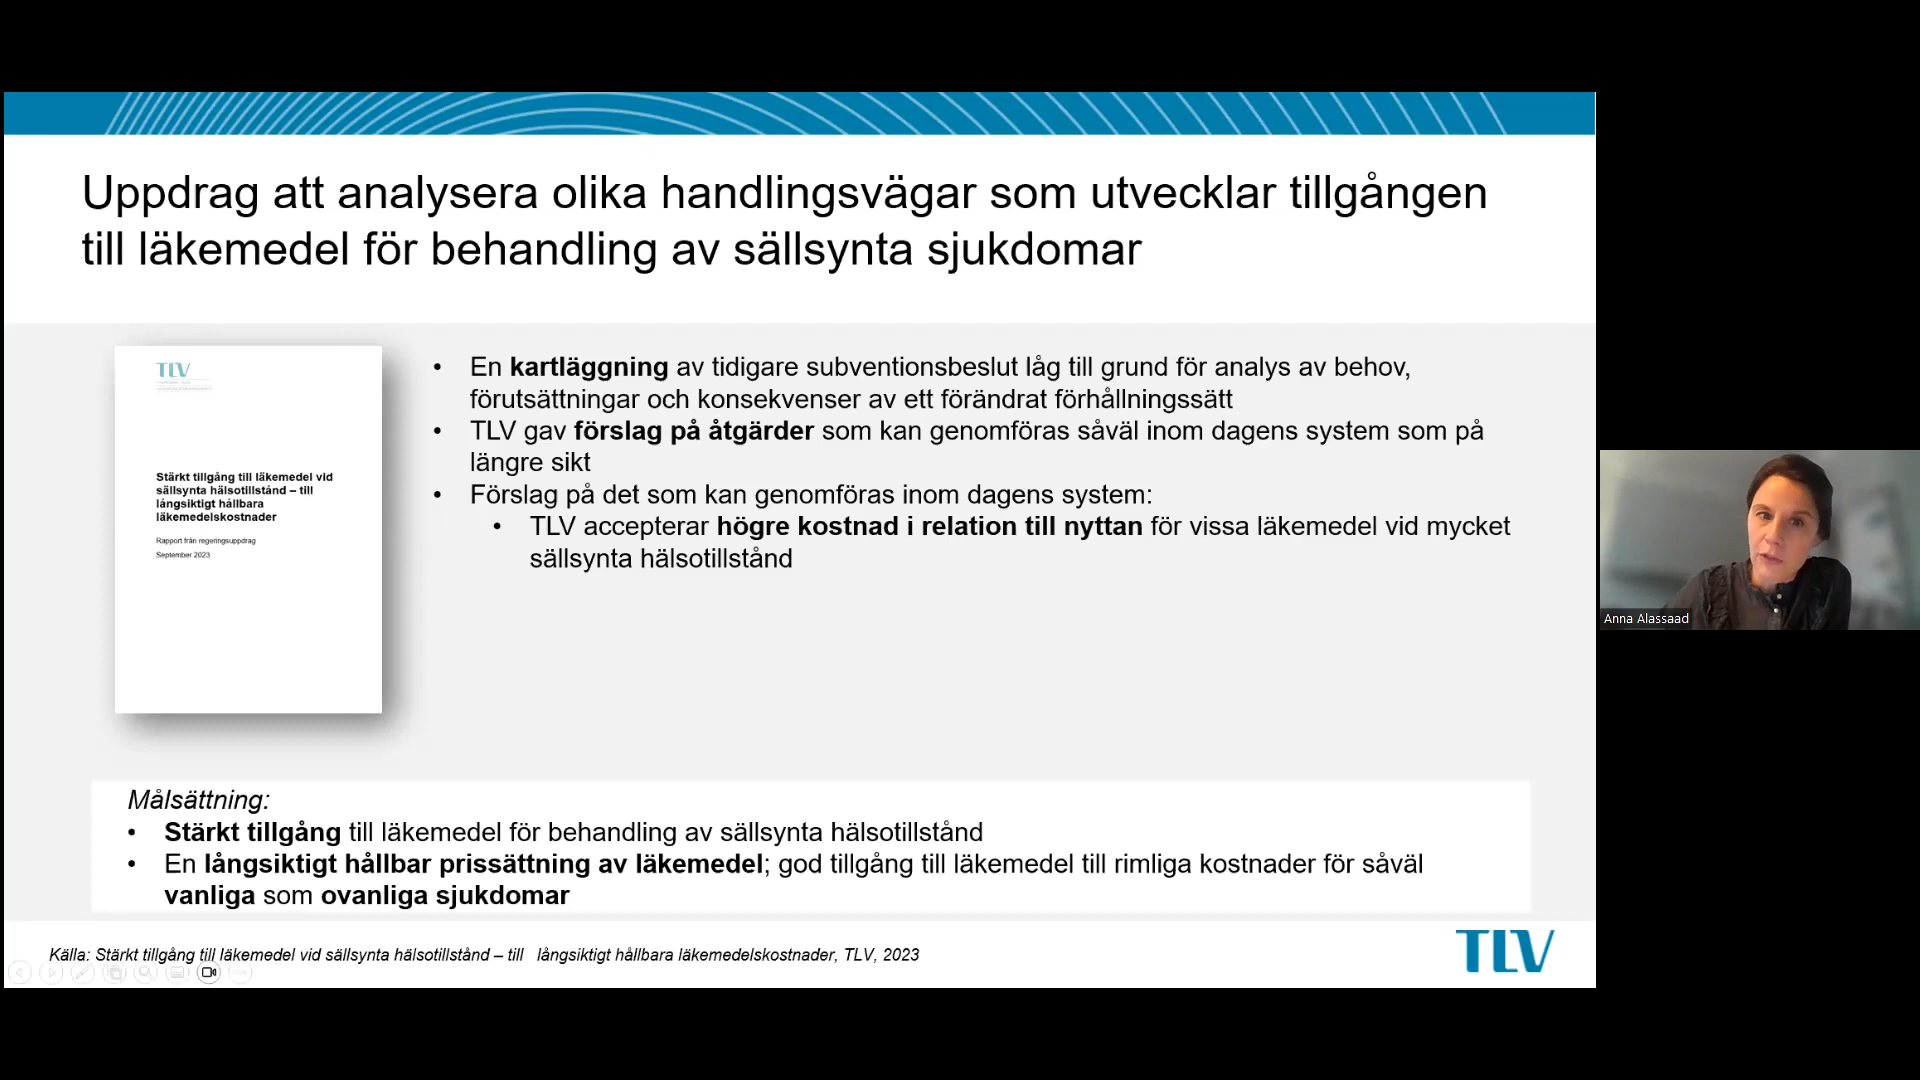 Uppdrag att analysera olika handlingsvägar som utvecklar tillgången
till läkemedel för behandling av sällsynta sjukdomar
TLV
Stärkt tillgång till läkemedel vid
sällsynta hälsotillstånd – till
långsiktigt hållbara
läkemedelskostnader
Rapport från regeringsuppdrag
September 2023
• En kartläggning av tidigare subventionsbeslut låg till grund för analys av behov,
förutsättningar och konsekvenser av ett förändrat förhållningssätt
• TLV gav förslag på åtgärder som kan genomföras såväl inom dagens system som på
längre sikt
• Förslag på det som kan genomföras inom dagens system:
• TLV accepterar högre kostnad i relation till nyttan för vissa läkemedel vid mycket
sällsynta hälsotillstånd
Målsättning:
• Stärkt tillgång till läkemedel för behandling av sällsynta hälsotillstånd
• En långsiktigt hållbar prissättning av läkemedel; god tillgång till läkemedel till rimliga kostnader för såväl
vanliga som ovanliga sjukdomar
Källa: Stärkt tillgång till läkemedel vid sällsynta hälsotillstånd – till långsiktigt hållbara läkemedelskostnader, TLV, 2023
TLV
Anna Alassaad